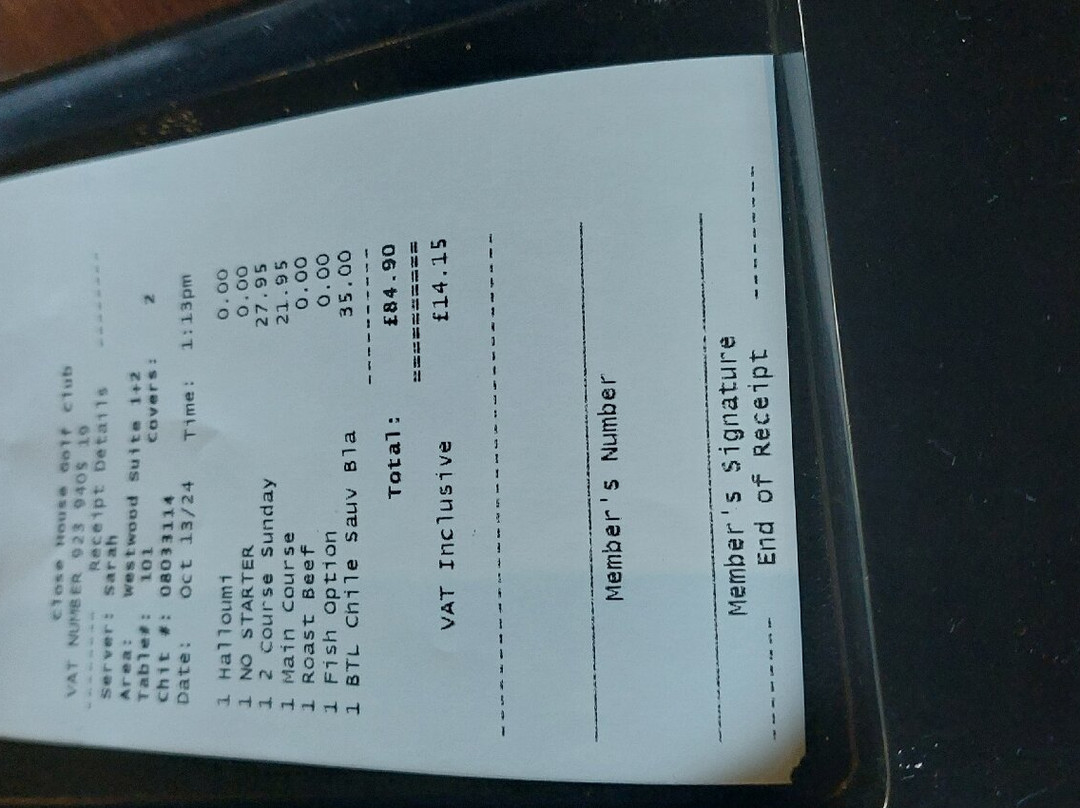 Close House Golf Club
VAT NUMBER 923 9405 19
-------- Receipt Details --------
Server: Sarah
Area: Westwood Suite 1+2
Table#: 101 Covers: 2
Chit #: 08033114
Date: Oct 13/24 Time: 1:13pm
1 Halloumi 0.00
1 NO STARTER 0.00
1 2 Course Sunday 27.95
1 Main Course 21.95
1 Roast Beef 0.00
1 Fish Option 0.00
1 BTL Chile Sauv Bla 35.00
Total: £84.90
VAT Inclusive £14.15
Member's Number
Member's Signature
End of Receipt